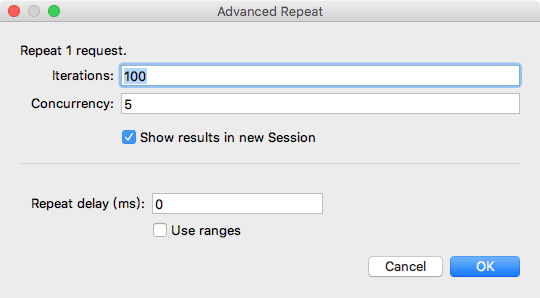 Advanced Repeat
Repeat 1 request.
Iterations: 100
Concurrency: 5
Show results in new Session
Repeat delay (ms): 0
Use ranges
Cancel OK